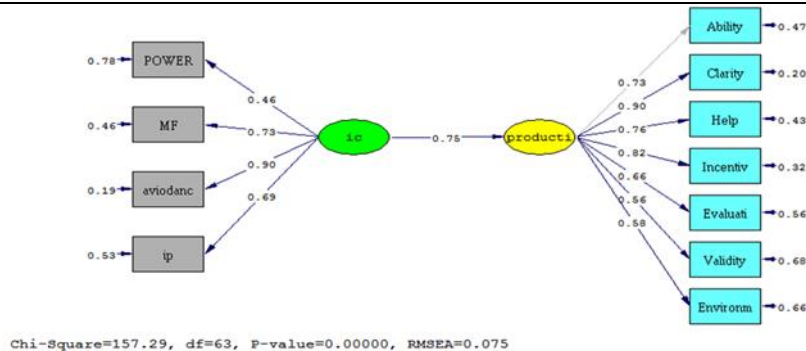 Ability
0.47
POWER
0.78
Clarity
0.20
0.73
0.46
0.90
MF
0.46
Help
0.43
0.73
0.76
ic
0.75
producti
0.82
Incentiv
0.32
0.90
0.66
aviodanc
0.19
0.69
0.56
Evaluati
0.56
0.58
ip
0.53
Validity
0.68
Environm
0.66
Chi-Square=157.29, df=63, P-value=0.00000, RMSEA=0.075